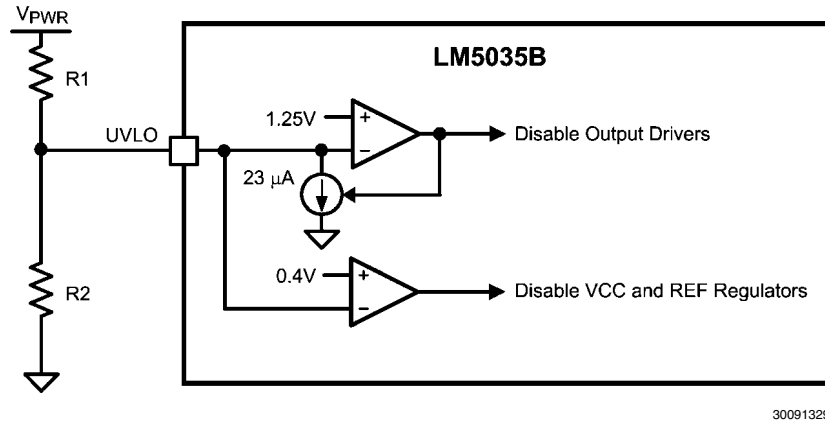 VPWR
R1
UVLO
R2
LM5035B
1.25V
+
−
23 μA
Disable Output Drivers
0.4V
+
−
Disable VCC and REF Regulators
30091329